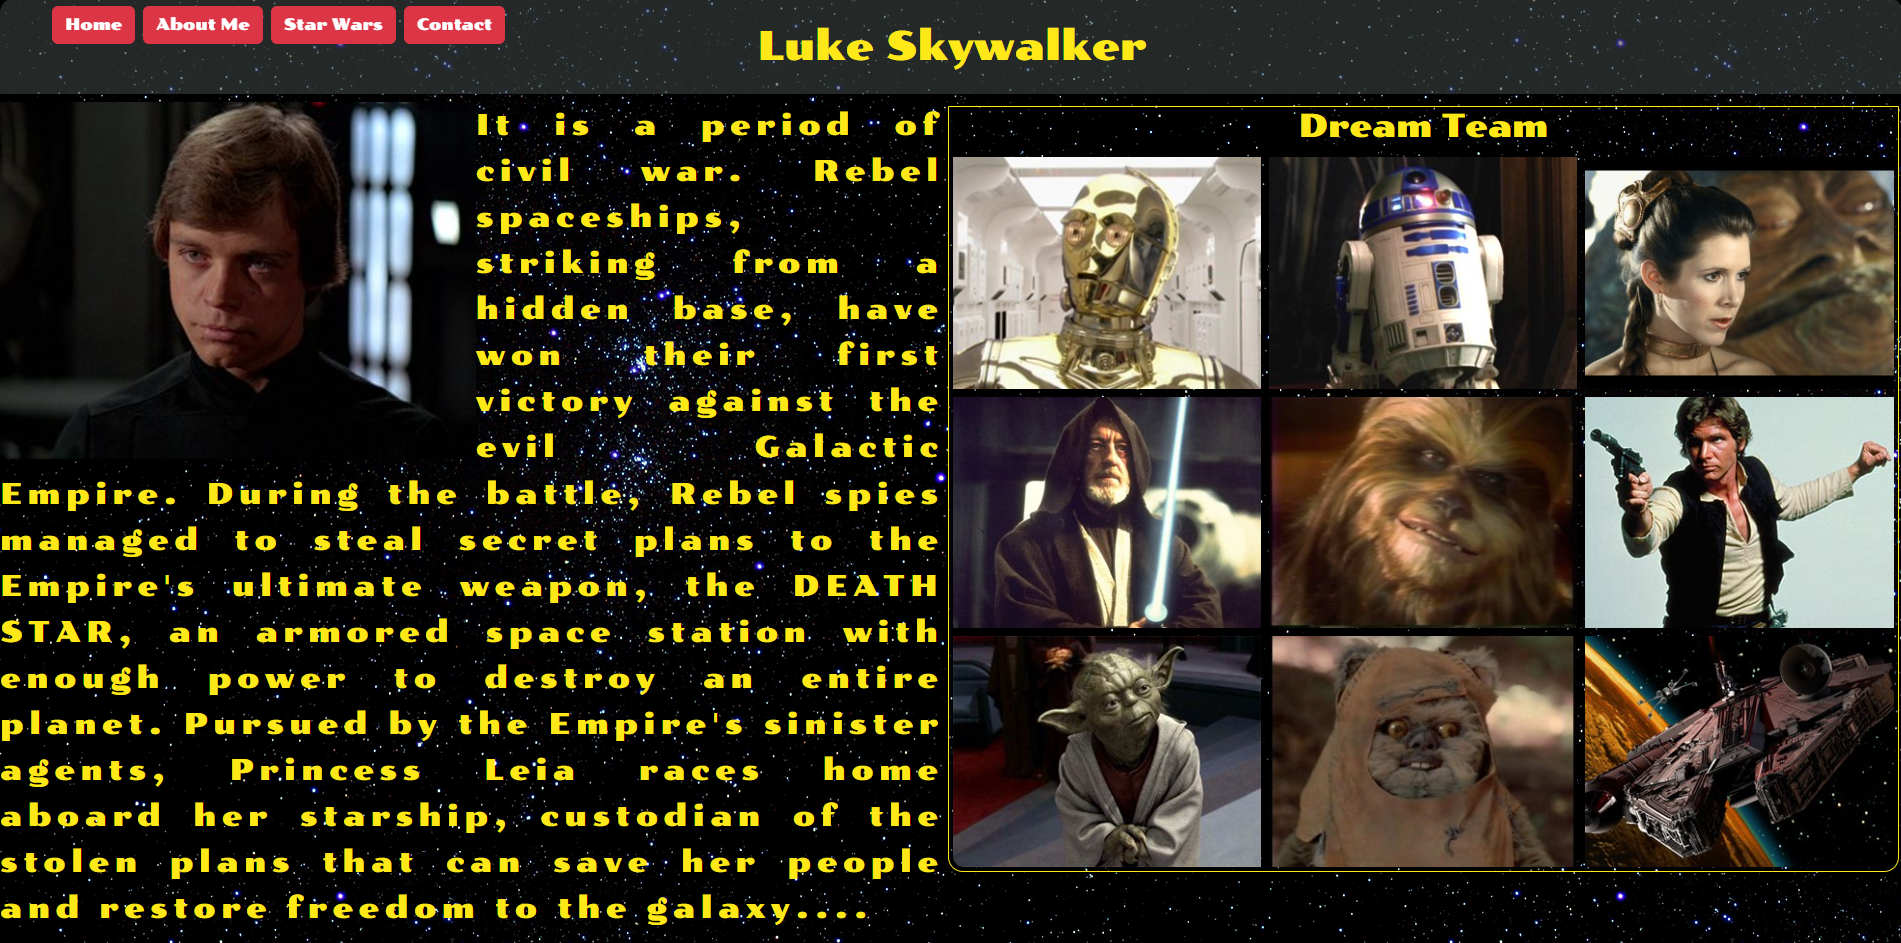 Home About Me Star Wars Contact
Luke Skywalker
It is a period of
civil war. Rebel
spaceships,
striking from a
hidden base, have
won their first
victory against the
evil Galactic
Empire. During the battle, Rebel spies
managed to steal secret plans to the
Empire's ultimate weapon, the DEATH
STAR, an armored space station with
enough power to destroy an entire
planet. Pursued by the Empire's sinister
agents, Princess Leia races home
aboard her starship, custodian of the
stolen plans that can save her people
and restore freedom to the galaxy....
Dream Team